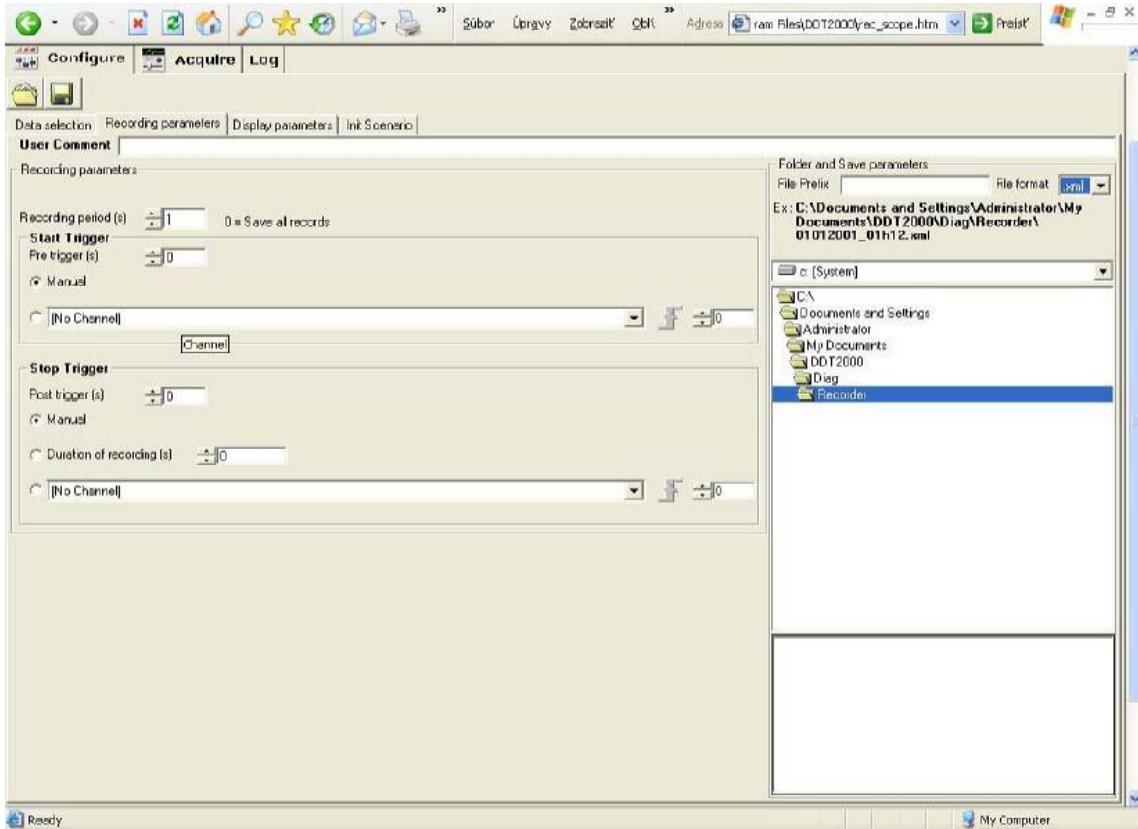 » Súbor Úpravy Zobraziť Obľ » Adresa ram Files\DDT2000\rec_scope.htm Prejsť
Configure Acquire Log
Data selection Recording parameters Display parameters Init Scenario
User Comment
Recording parameters
Recording period (s) 1 0 = Save all records
Start Trigger
Pre trigger (s) 0
Manual
[No Channel] 0
Channel
Stop Trigger
Post trigger (s) 0
Manual
Duration of recording (s) 0
[No Channel] 0
Folder and Save parameters
File Prefix File format .xml
Ex : C:\Documents and Settings\Administrator\My
Documents\DDT2000\Diag\Recorder\
01012001_01h12.xml
c: [System]
C:\
Documents and Settings
Administrator
My Documents
DDT2000
Diag
Recorder
Ready My Computer